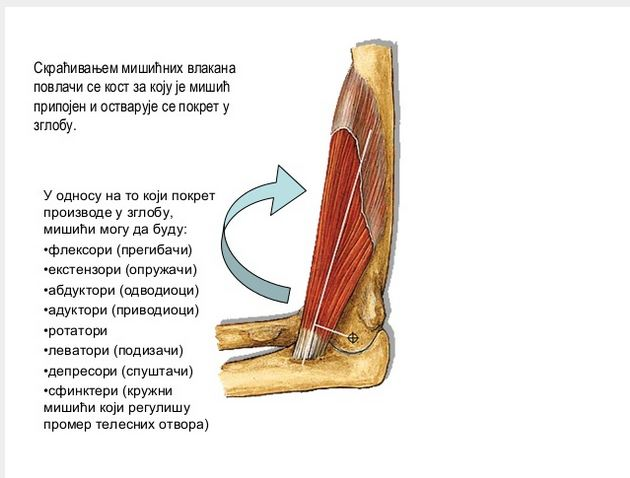 Скраћивањем мишићних влакана
повлачи се кост за коју је мишић
припојен и остварује се покрет у
зглобу.
У односу на то који покрет
производе у зглобу,
мишићи могу да буду:
•флексори (прегибачи)
•екстензори (опружачи)
•абдуктори (одводиоци)
•адуктори (приводиоци)
•ротатори
•леватори (подизачи)
•депресори (спуштачи)
•сфинктери (кружни
мишићи који регулишу
промер телесних отвора)